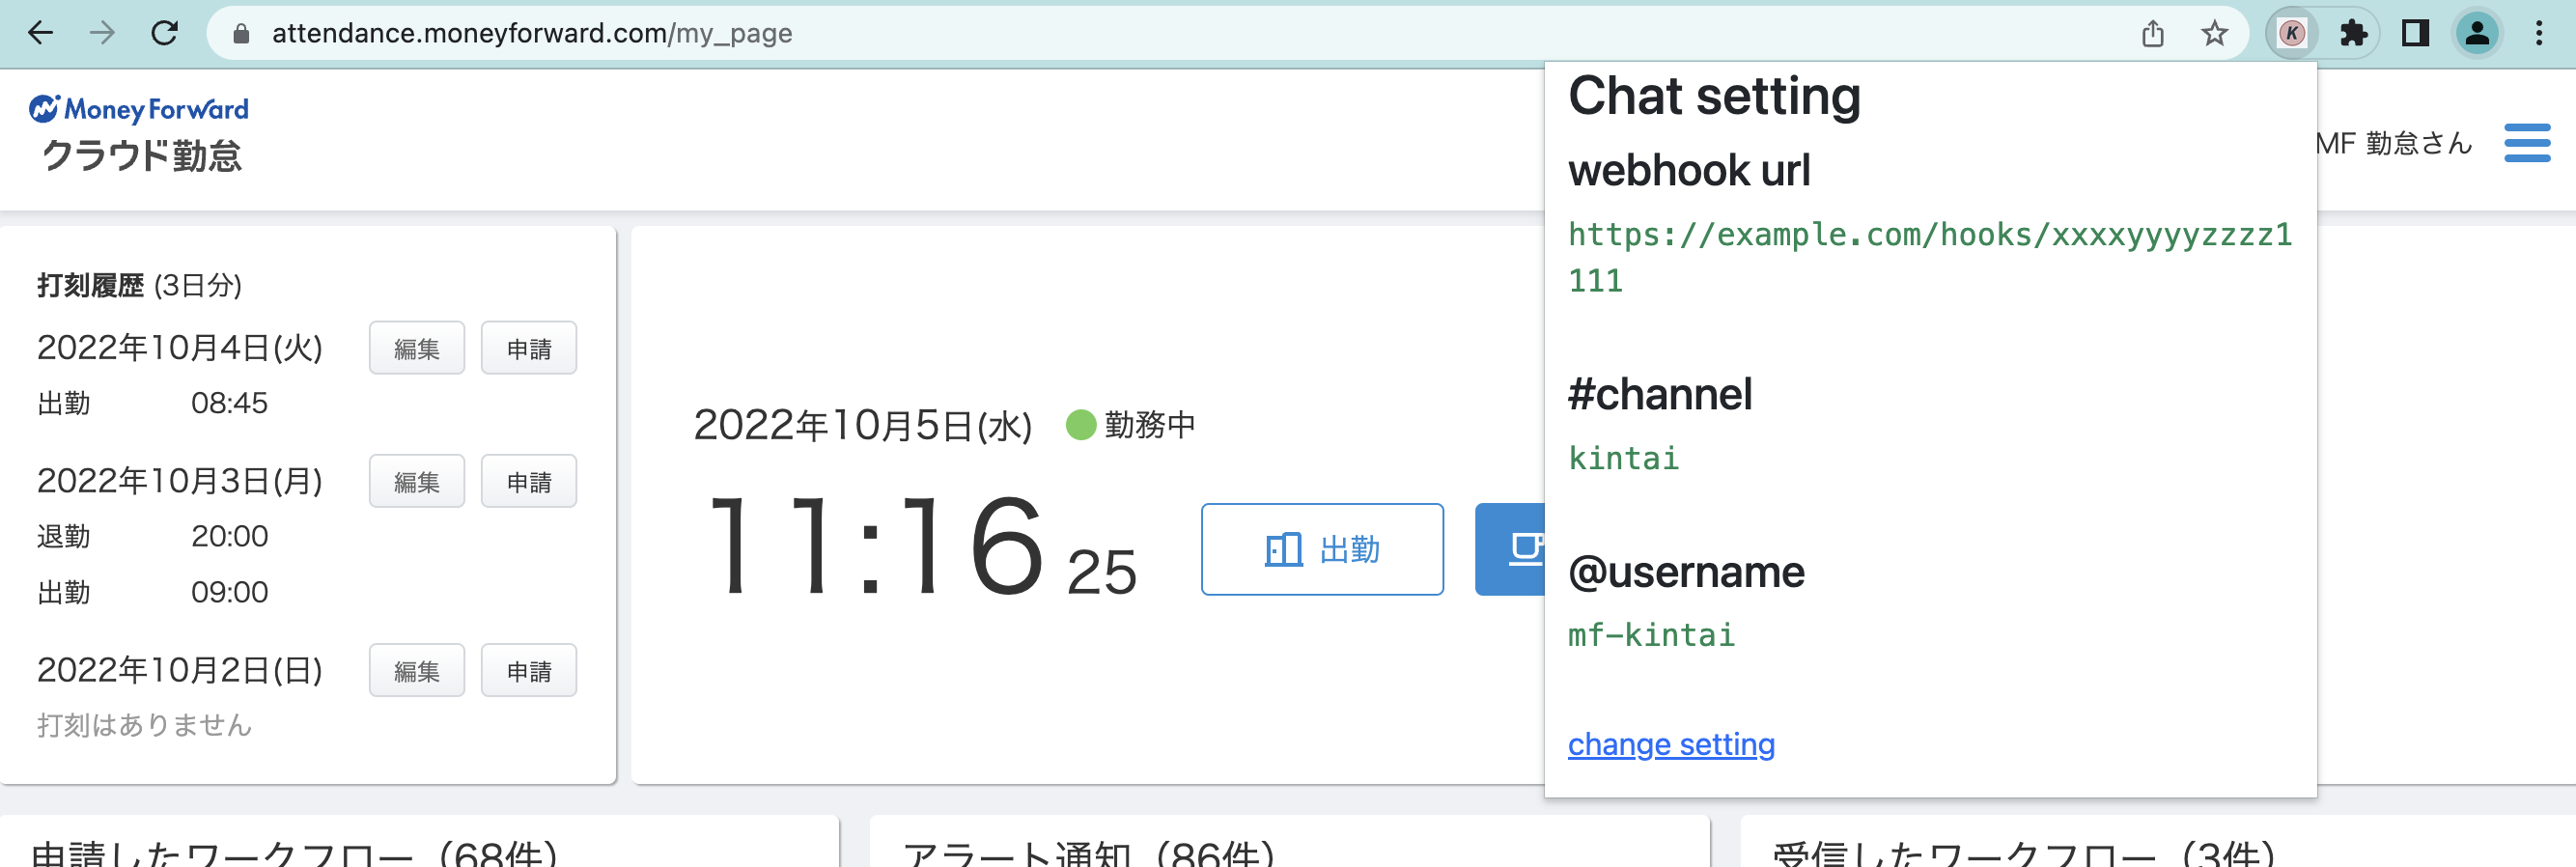 attendance.moneyforward.com/my_page
K
Money Forward
クラウド勤怠
MF 勤怠さん
打刻履歴 (3日分)
2022年10月4日(火) 編集 申請
出勤 08:45
2022年10月3日(月) 編集 申請
退勤 20:00
出勤 09:00
2022年10月2日(日) 編集 申請
打刻はありません
2022年10月5日(水) 勤務中
11:16 25
出勤
Chat setting
webhook url
https://example.com/hooks/xxxxyyyyzzzz1
111
#channel
kintai
@username
mf-kintai
change setting
申請したワークフロー（68件）
アラート通知（86件）
受信したワークフロー（3件）